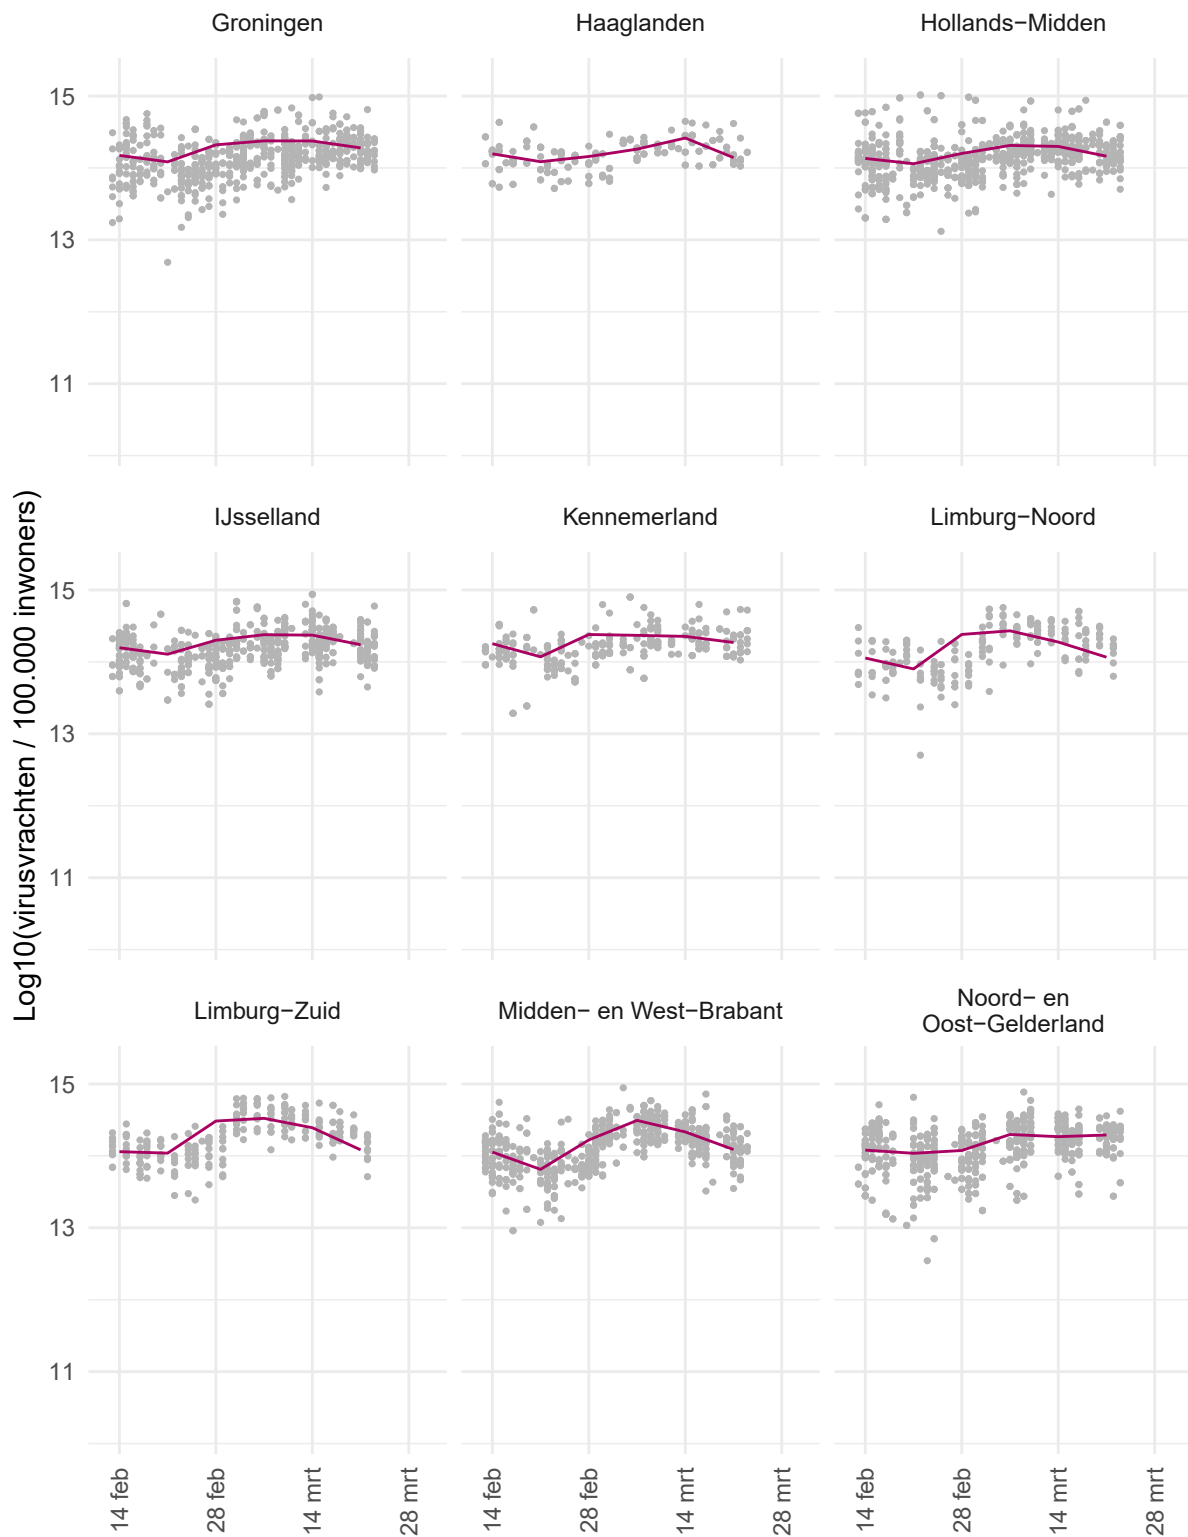 Groningen
Haaglanden
Hollands−Midden
15
13
11
IJsselland
Kennemerland
Limburg−Noord
15
13
11
Log10(virusvrachten / 100.000 inwoners)
Limburg−Zuid
Midden− en West−Brabant
Noord− en
Oost−Gelderland
15
13
11
14 feb
28 feb
14 mrt
28 mrt
14 feb
28 feb
14 mrt
28 mrt
14 feb
28 feb
14 mrt
28 mrt